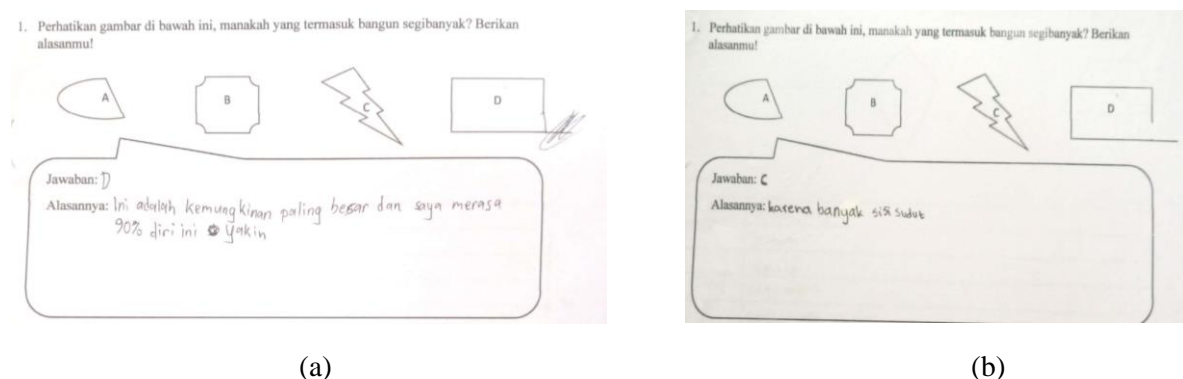 1. Perhatikan gambar di bawah ini, manakah yang termasuk bangun segibanyak? Berikan
alasanmu!
A
B
C
D
Jawaban: D
Alasannya: Ini adalah kemungkinan paling besar dan saya merasa
90% diri ini yakin
(a)
1. Perhatikan gambar di bawah ini, manakah yang termasuk bangun segibanyak? Berikan
alasanmu!
A
B
C
D
Jawaban: C
Alasannya: karena banyak sisi sudut
(b)